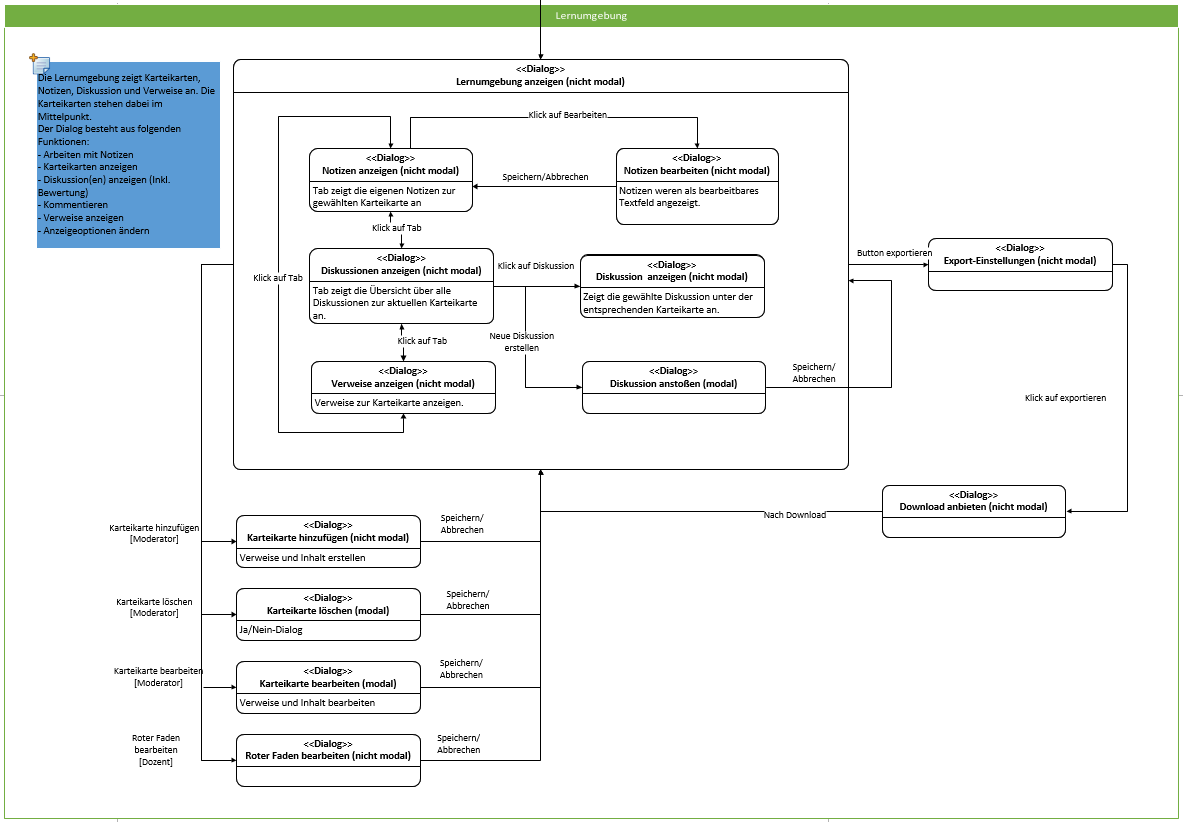 Lernumgebung
Die Lernumgebung zeigt Karteikarten,
Notizen, Diskussion und Verweise an. Die
Karteikarten stehen dabei im
Mittelpunkt.
Der Dialog besteht aus folgenden
Funktionen:
- Arbeiten mit Notizen
- Karteikarten anzeigen
- Diskussion(en) anzeigen (Inkl.
Bewertung)
- Kommentieren
- Verweise anzeigen
- Anzeigeoptionen ändern
<<Dialog>>
Lernumgebung anzeigen (nicht modal)
Klick auf Bearbeiten
<<Dialog>>
Notizen anzeigen (nicht modal)
Tab zeigt die eigenen Notizen zur
gewählten Karteikarte an
Speichern/Abbrechen
<<Dialog>>
Notizen bearbeiten (nicht modal)
Notizen weren als bearbeitbares
Textfeld angezeigt.
Klick auf Tab
Klick auf Tab
<<Dialog>>
Diskussionen anzeigen (nicht modal)
Tab zeigt die Übersicht über alle
Diskussionen zur aktuellen Karteikarte
an.
Klick auf Diskussion
<<Dialog>>
Diskussion  anzeigen (nicht modal)
Zeigt die gewählte Diskussion unter der
entsprechenden Karteikarte an.
Button exportieren
<<Dialog>>
Export-Einstellungen (nicht modal)
Klick auf Tab
Neue Diskussion
erstellen
<<Dialog>>
Verweise anzeigen (nicht modal)
Verweise zur Karteikarte anzeigen.
<<Dialog>>
Diskussion anstoßen (modal)
Speichern/
Abbrechen
Klick auf exportieren
<<Dialog>>
Download anbieten (nicht modal)
Nach Download
Karteikarte hinzufügen
[Moderator]
<<Dialog>>
Karteikarte hinzufügen (nicht modal)
Verweise und Inhalt erstellen
Speichern/
Abbrechen
Karteikarte löschen
[Moderator]
<<Dialog>>
Karteikarte löschen (modal)
Ja/Nein-Dialog
Speichern/
Abbrechen
Karteikarte bearbeiten
[Moderator]
<<Dialog>>
Karteikarte bearbeiten (modal)
Verweise und Inhalt bearbeiten
Speichern/
Abbrechen
Roter Faden
bearbeiten
[Dozent]
<<Dialog>>
Roter Faden bearbeiten (nicht modal)
Speichern/
Abbrechen